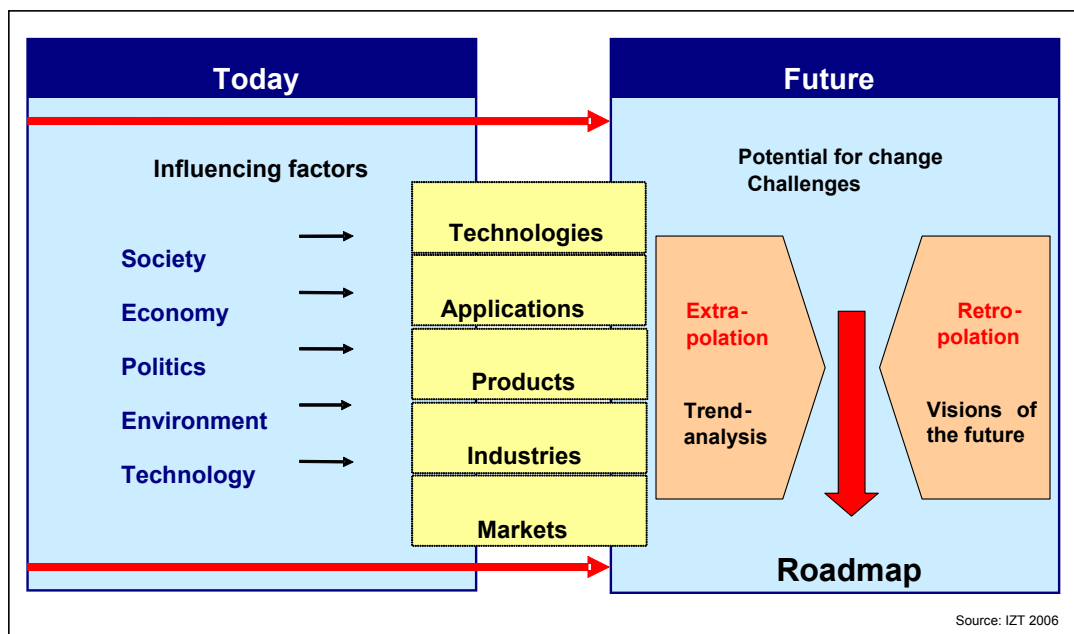 Today
Future
Influencing factors
Society
Economy
Politics
Environment
Technology
Technologies
Applications
Products
Industries
Markets
Potential for change
Challenges
Extra-
polation
Trend-
analysis
Retro-
polation
Visions of
the future
Roadmap
Source: IZT 2006